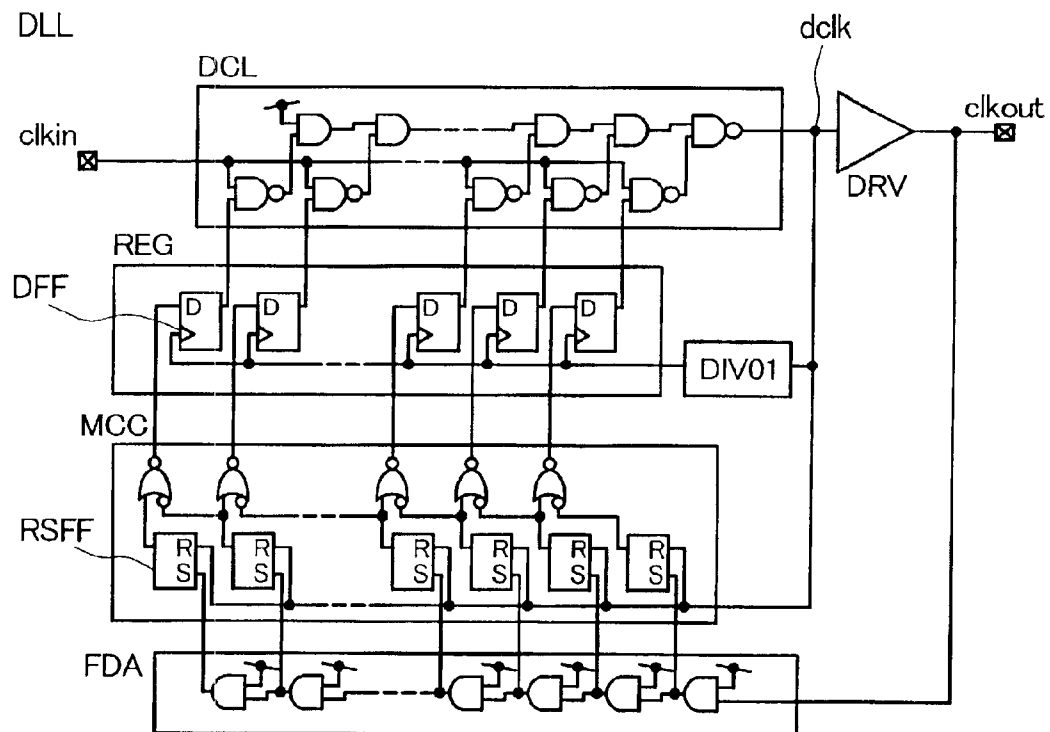 DLL
dclk
DCL
clkin
clkout
DRV
REG
DFF
D D D D D
DIV01
MCC
RSFF
R R R R R R
S S S S S S
FDA